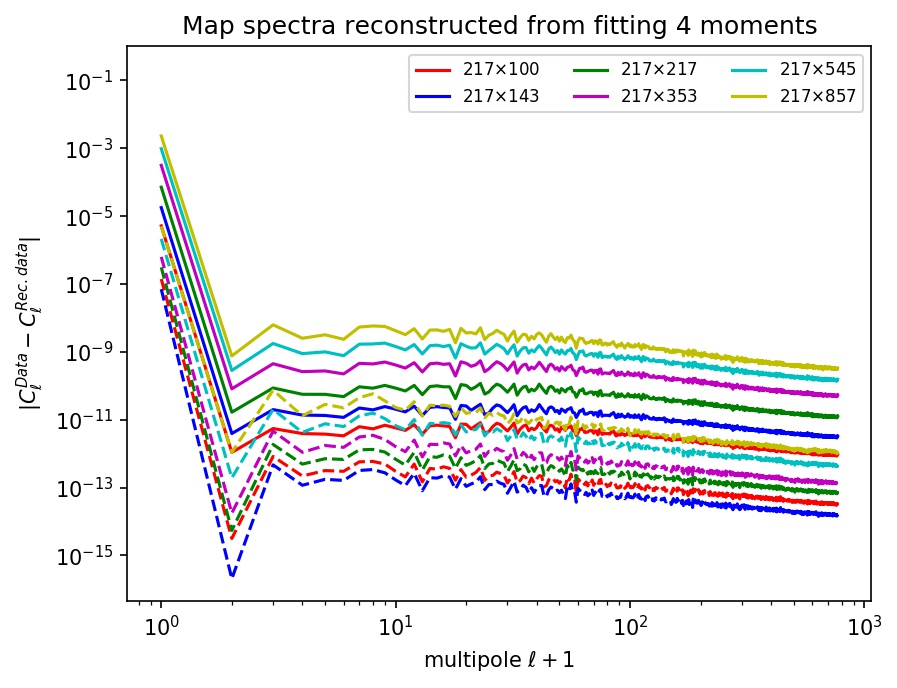 Map spectra reconstructed from fitting 4 moments
217×100 217×217 217×545
217×143 217×353 217×857
|C_ℓ^{Data} − C_ℓ^{Rec. data}|
10^{-1}
10^{-3}
10^{-5}
10^{-7}
10^{-9}
10^{-11}
10^{-13}
10^{-15}
10^{0} 10^{1} 10^{2} 10^{3}
multipole ℓ + 1